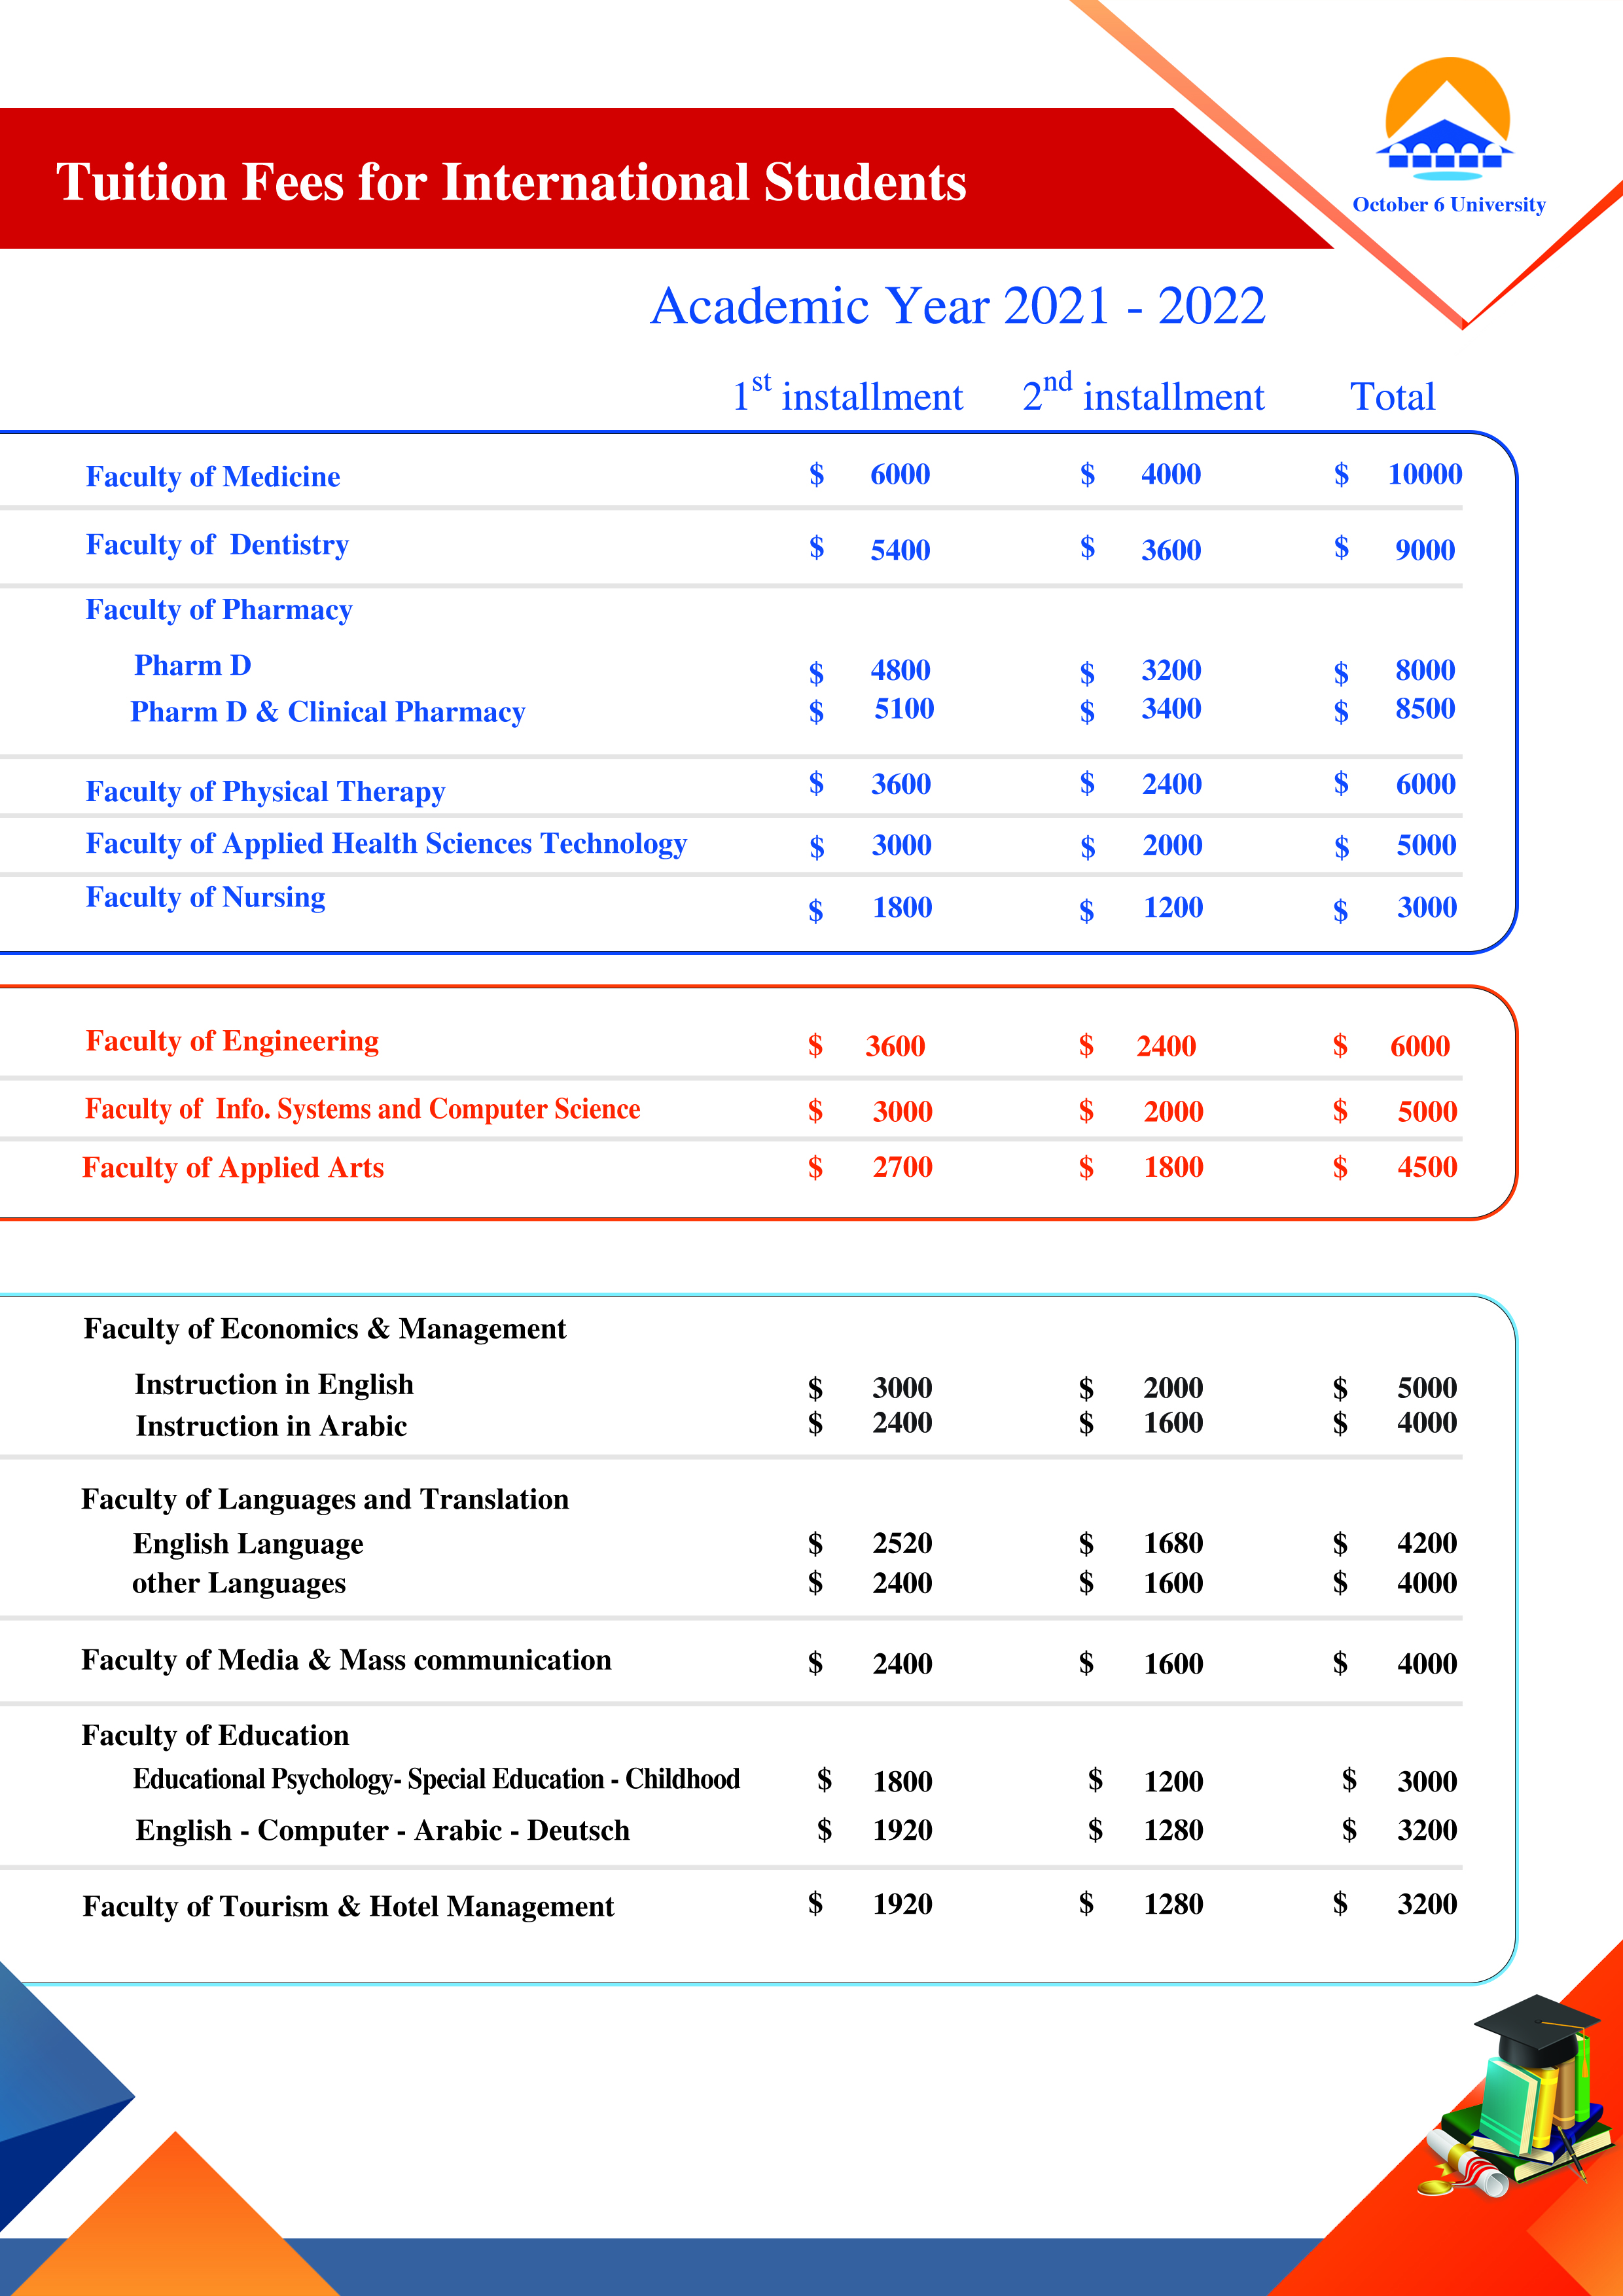 October 6 University
Tuition Fees for International Students
Academic Year 2021 - 2022
1st installment 2nd installment Total
Faculty of Medicine $ 6000 $ 4000 $ 10000
Faculty of Dentistry $ 5400 $ 3600 $ 9000
Faculty of Pharmacy
Pharm D $ 4800 $ 3200 $ 8000
Pharm D & Clinical Pharmacy $ 5100 $ 3400 $ 8500
Faculty of Physical Therapy $ 3600 $ 2400 $ 6000
Faculty of Applied Health Sciences Technology $ 3000 $ 2000 $ 5000
Faculty of Nursing $ 1800 $ 1200 $ 3000
Faculty of Engineering $ 3600 $ 2400 $ 6000
Faculty of Info. Systems and Computer Science $ 3000 $ 2000 $ 5000
Faculty of Applied Arts $ 2700 $ 1800 $ 4500
Faculty of Economics & Management
Instruction in English $ 3000 $ 2000 $ 5000
Instruction in Arabic $ 2400 $ 1600 $ 4000
Faculty of Languages and Translation
English Language $ 2520 $ 1680 $ 4200
other Languages $ 2400 $ 1600 $ 4000
Faculty of Media & Mass communication $ 2400 $ 1600 $ 4000
Faculty of Education
Educational Psychology- Special Education - Childhood $ 1800 $ 1200 $ 3000
English - Computer - Arabic - Deutsch $ 1920 $ 1280 $ 3200
Faculty of Tourism & Hotel Management $ 1920 $ 1280 $ 3200